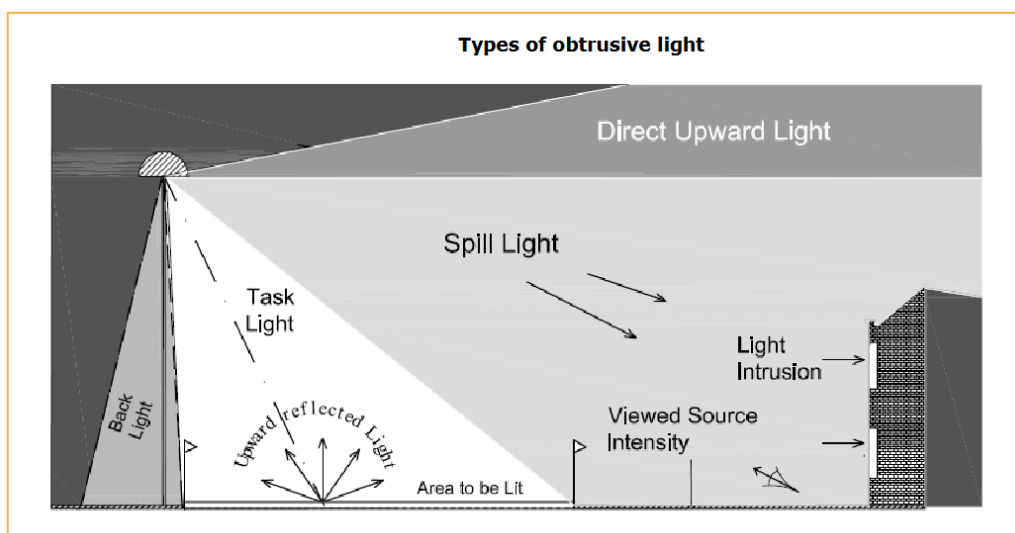 Types of obtrusive light
Direct Upward Light
Spill Light
Task
Light
Back
Light
Upward reflected Light
Area to be Lit
Light
Intrusion
Viewed Source
Intensity